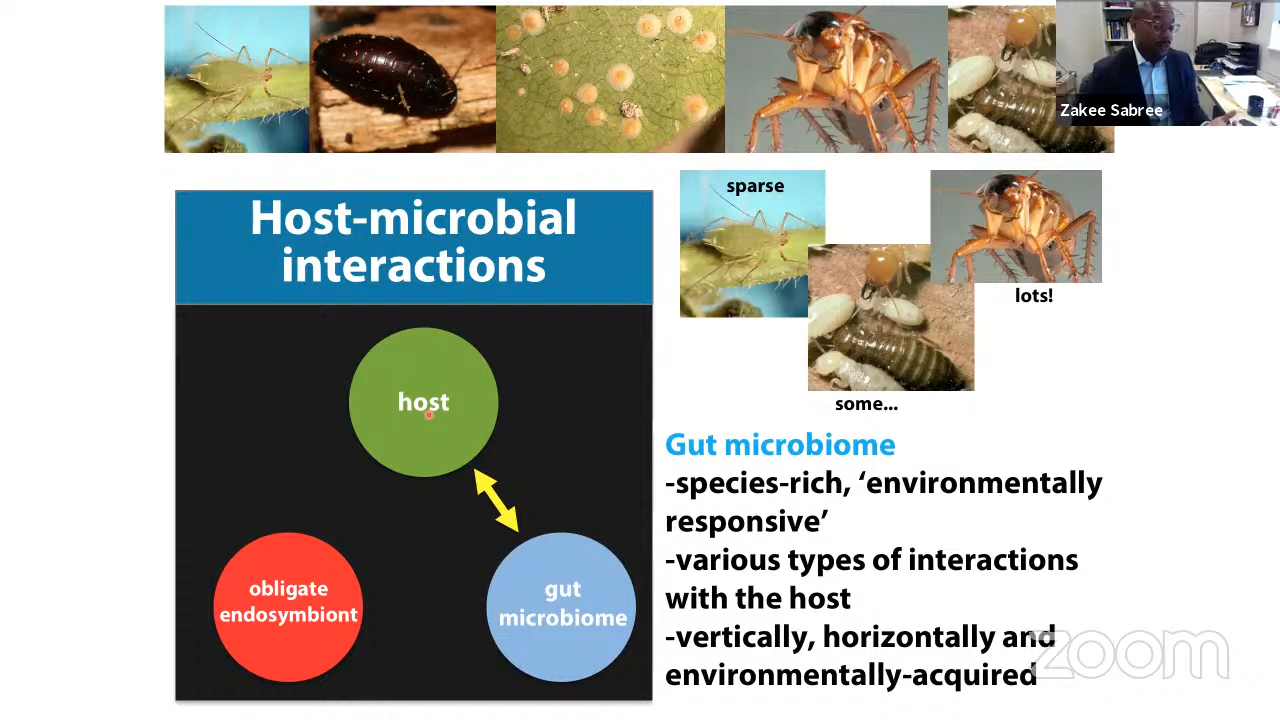 Zakee Sabree
sparse
lots!
some...
Host-microbial
interactions
host
obligate
endosymbiont
gut
microbiome
Gut microbiome
-species-rich, ‘environmentally
responsive’
-various types of interactions
with the host
-vertically, horizontally and
environmentally-acquired
zoom